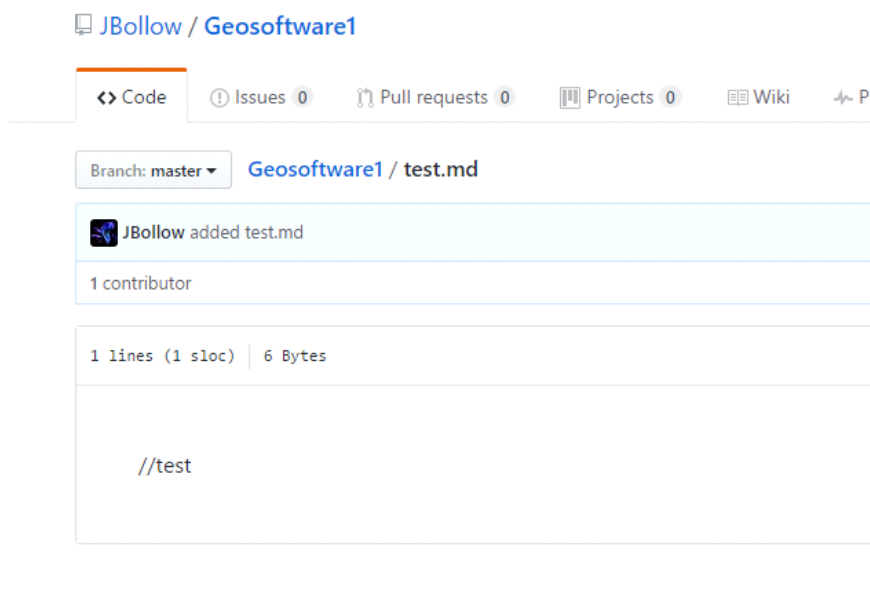 JBollow / Geosoftware1
Code Issues 0 Pull requests 0 Projects 0 Wiki P
Branch: master Geosoftware1 / test.md
JBollow added test.md
1 contributor
1 lines (1 sloc) 6 Bytes
//test